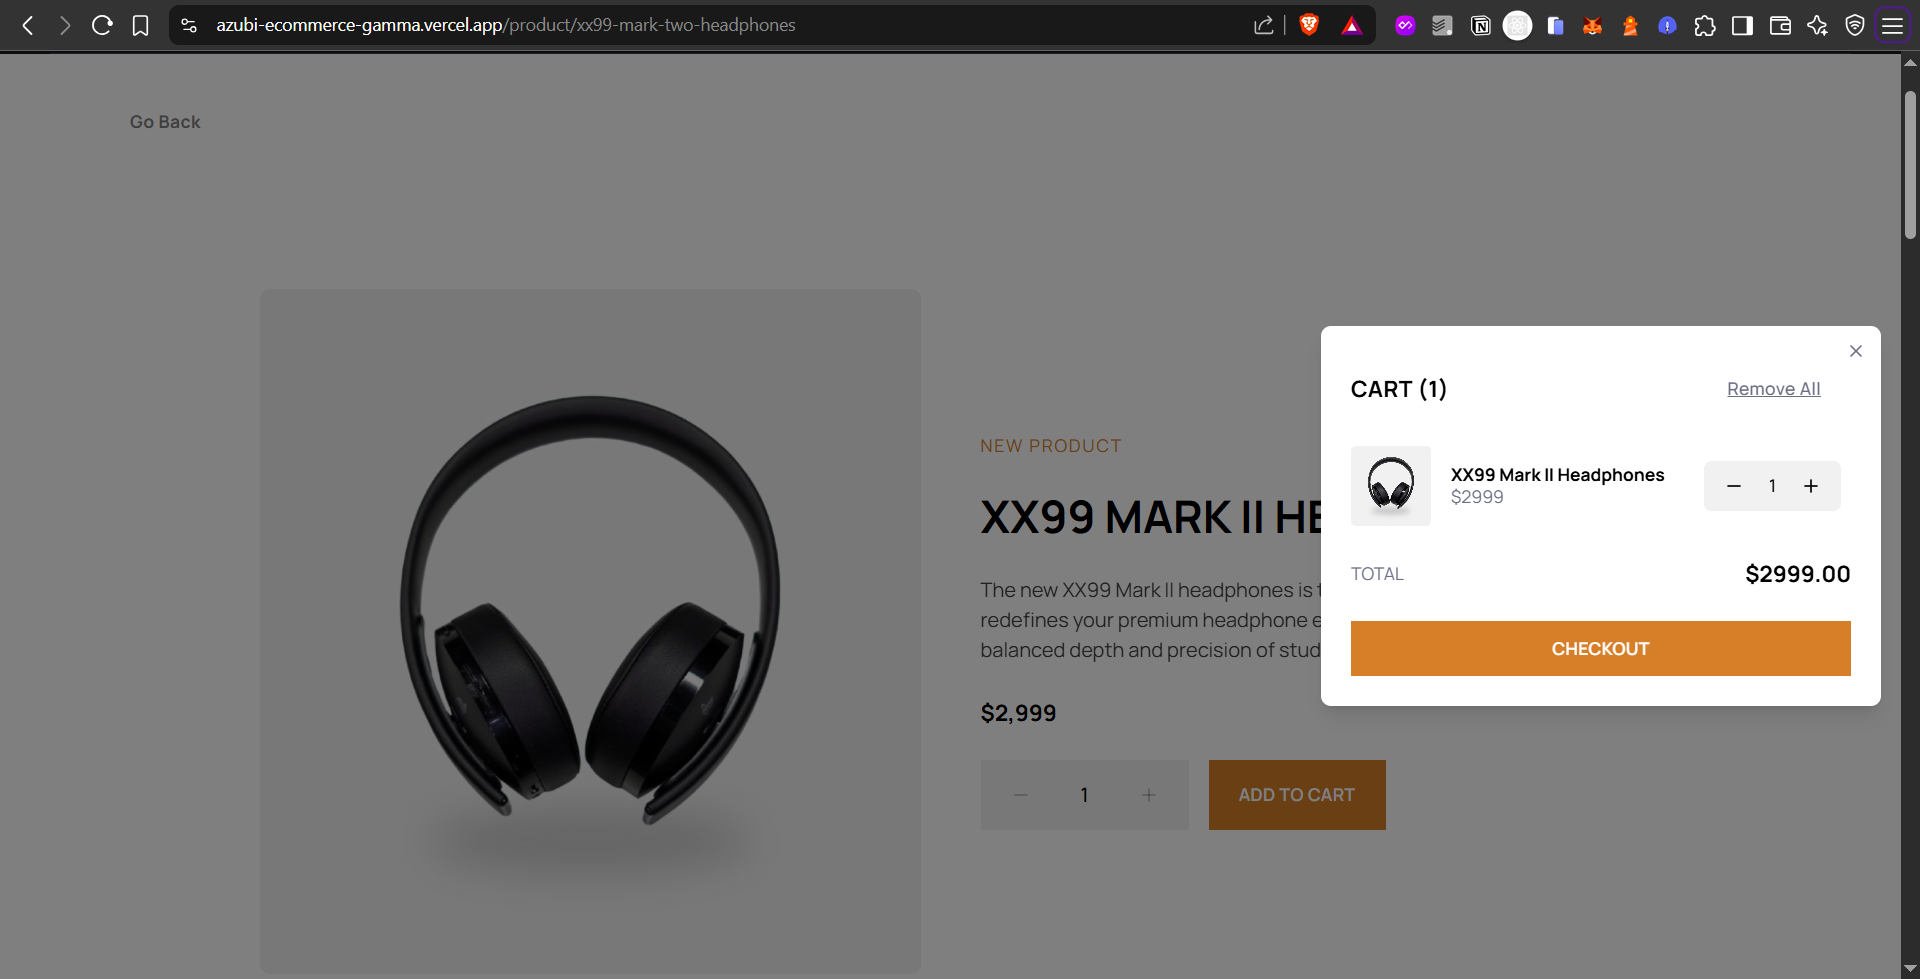 azubi-ecommerce-gamma.vercel.app/product/xx99-mark-two-headphones
Go Back
NEW PRODUCT
XX99 MARK II HE
The new XX99 Mark II headphones is
redefines your premium headphone e
balanced depth and precision of stud
$2,999
1
ADD TO CART
CART (1)
Remove All
XX99 Mark II Headphones
$2999
1
TOTAL
$2999.00
CHECKOUT